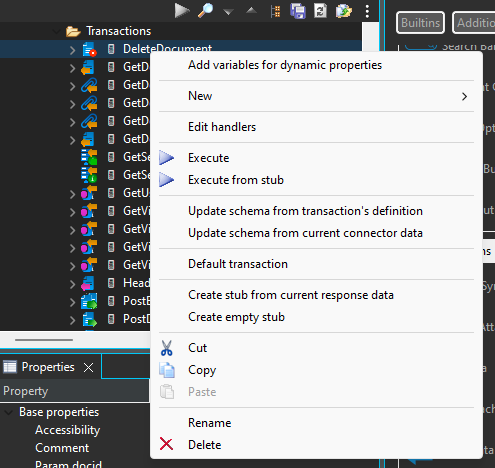 Transactions
DeleteDocument
GetD
GetD
GetD
GetD
GetD
GetSe
GetSe
GetUs
GetVi
GetVi
GetVi
GetVi
Head
PostB
PostD
Add variables for dynamic properties
New
Edit handlers
Execute
Execute from stub
Update schema from transaction's definition
Update schema from current connector data
Default transaction
Create stub from current response data
Create empty stub
Cut
Copy
Paste
Rename
Delete
Properties
Property
Base properties
Accessibility
Comment
Param docid
Builtins
Additio
Search Bar